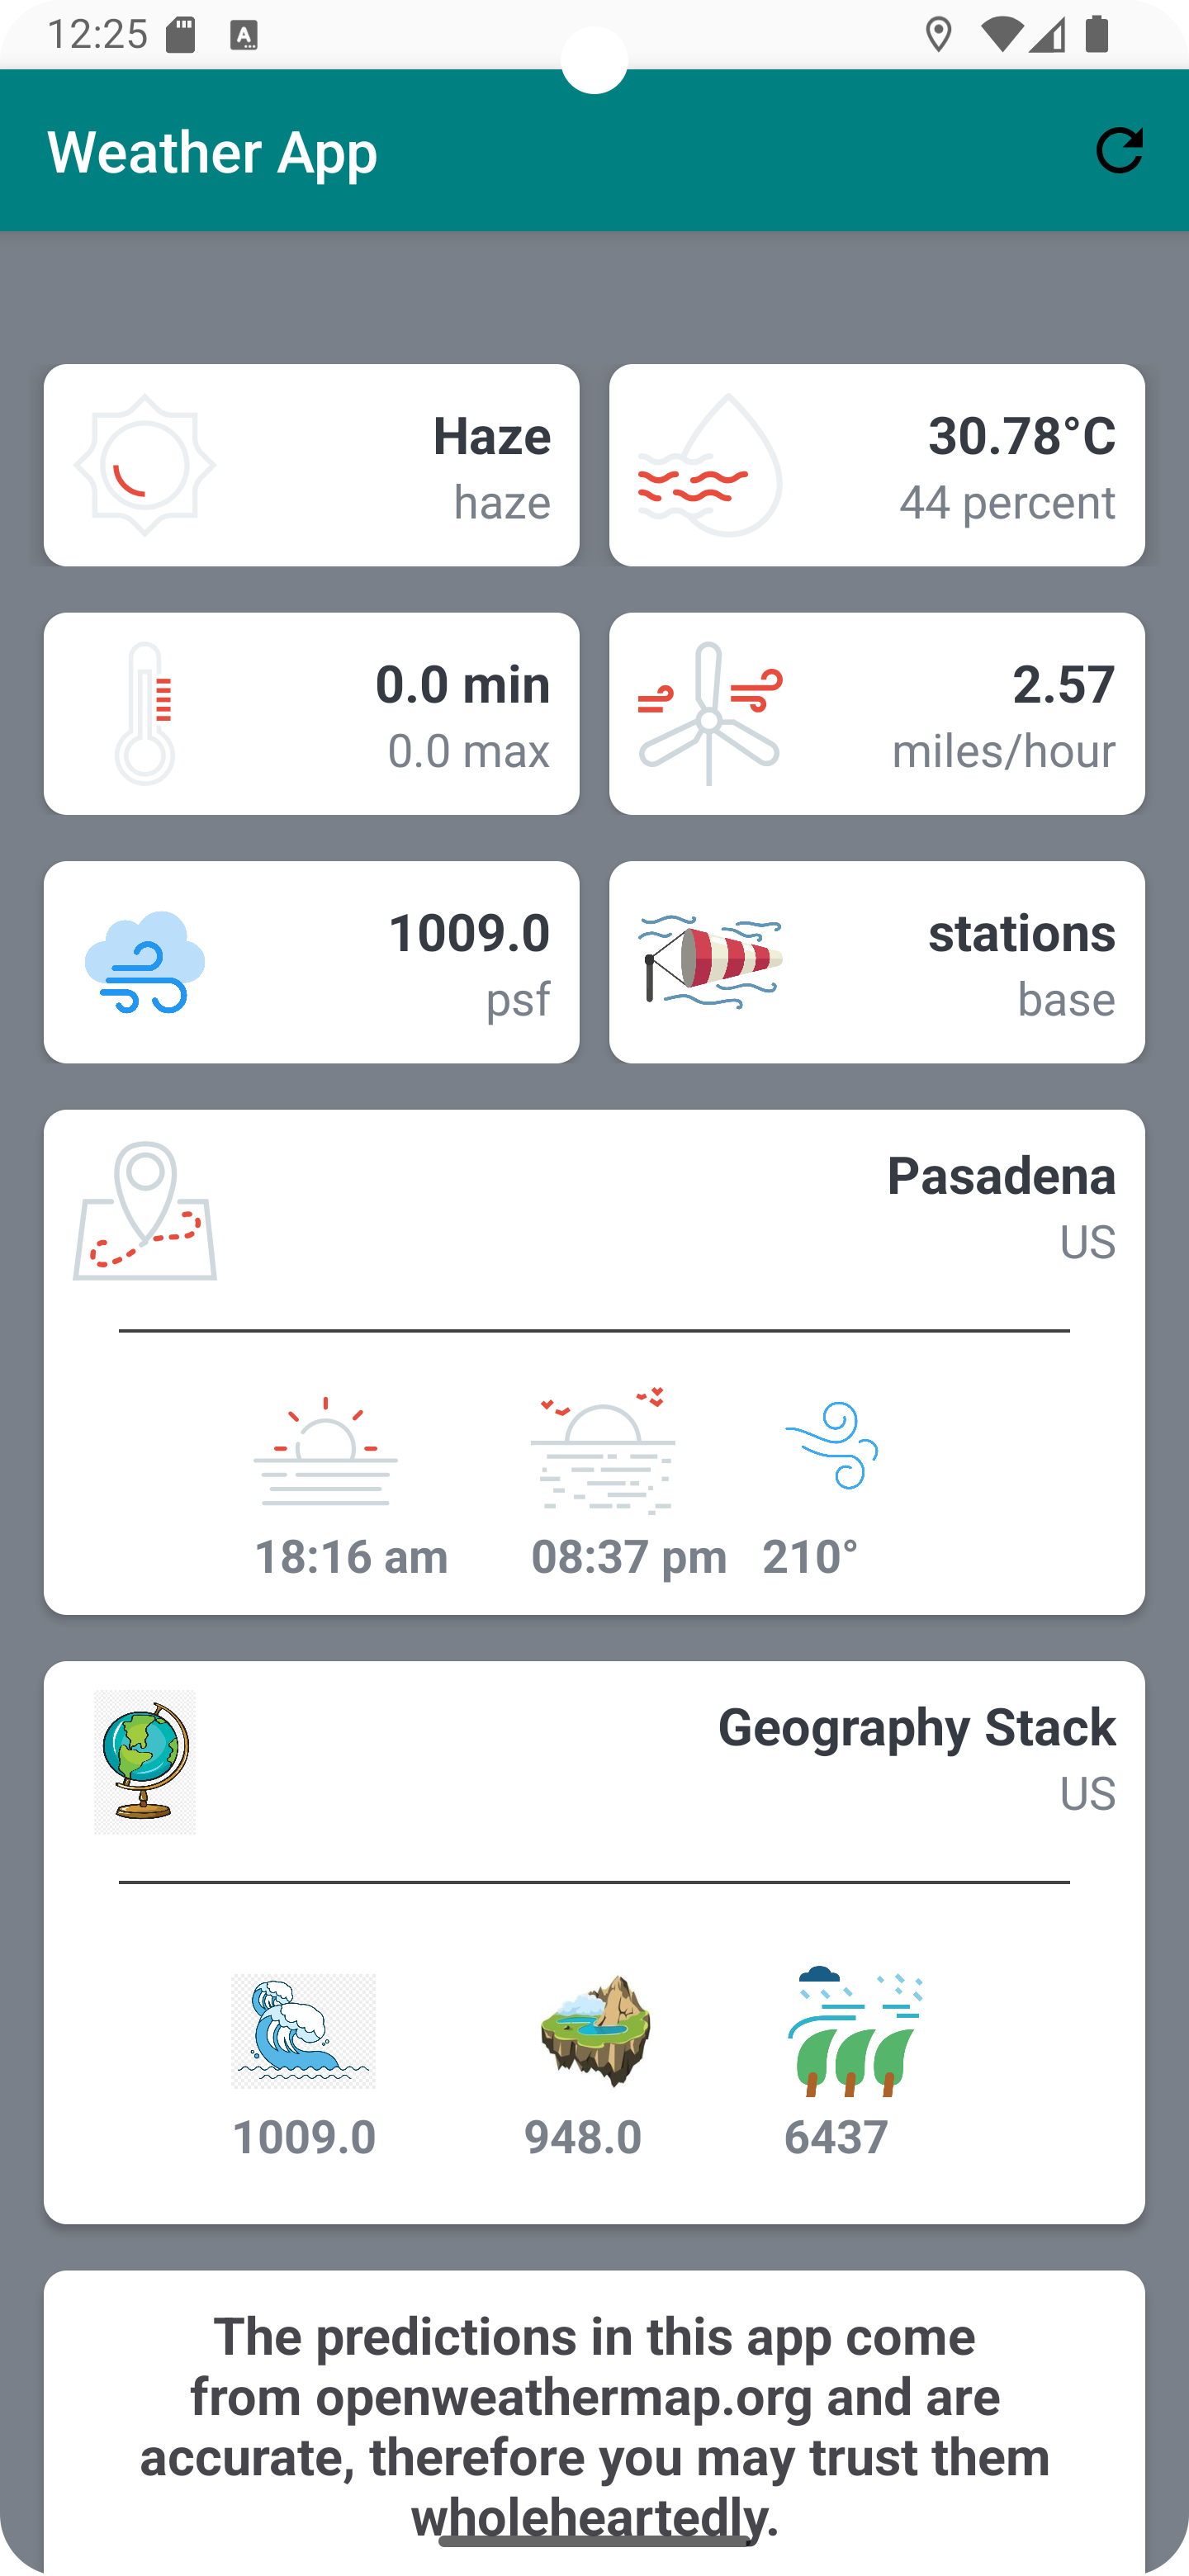 12:25
Weather App
Haze
haze
30.78°C
44 percent
0.0 min
0.0 max
2.57
miles/hour
1009.0
psf
stations
base
Pasadena
US
18:16 am 08:37 pm 210°
Geography Stack
US
1009.0 948.0 6437
The predictions in this app come
from openweathermap.org and are
accurate, therefore you may trust them
wholeheartedly.